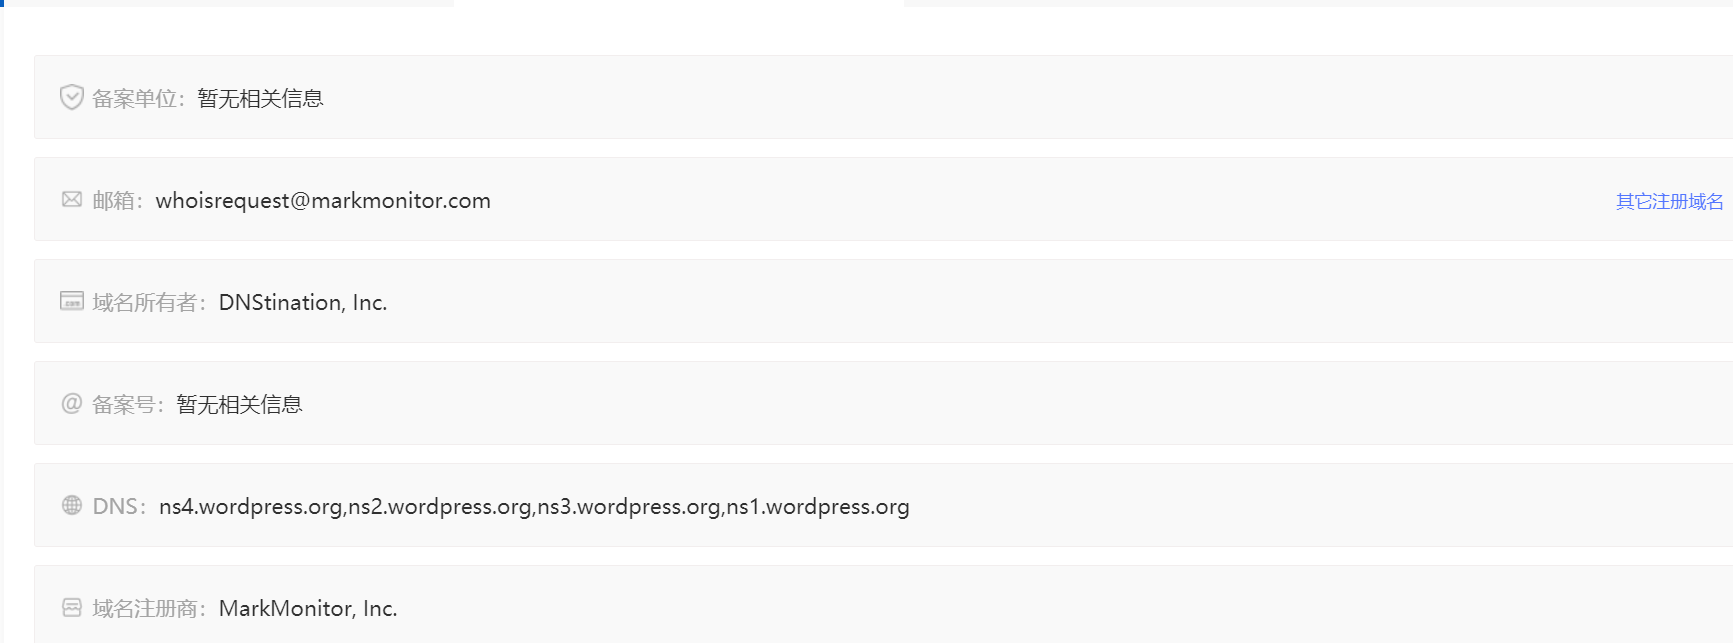 备案单位：暂无相关信息
邮箱：whoisrequest@markmonitor.com 其它注册域名
域名所有者：DNStination, Inc.
备案号：暂无相关信息
DNS：ns4.wordpress.org,ns2.wordpress.org,ns3.wordpress.org,ns1.wordpress.org
域名注册商：MarkMonitor, Inc.